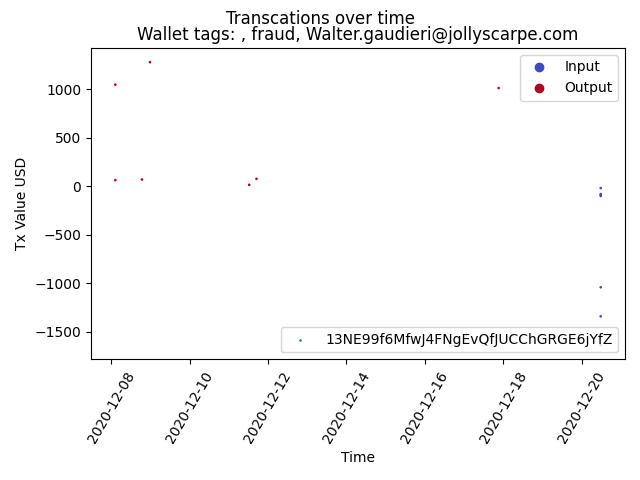 Transcations over time
Wallet tags: , fraud, Walter.gaudieri@jollyscarpe.com
Input
Output
1000
500
0
−500
−1000
−1500
Tx Value USD
13NE99f6MfwJ4FNgEvQfJUCChGRGE6jYfZ
2020-12-08
2020-12-10
2020-12-12
2020-12-14
2020-12-16
2020-12-18
2020-12-20
Time